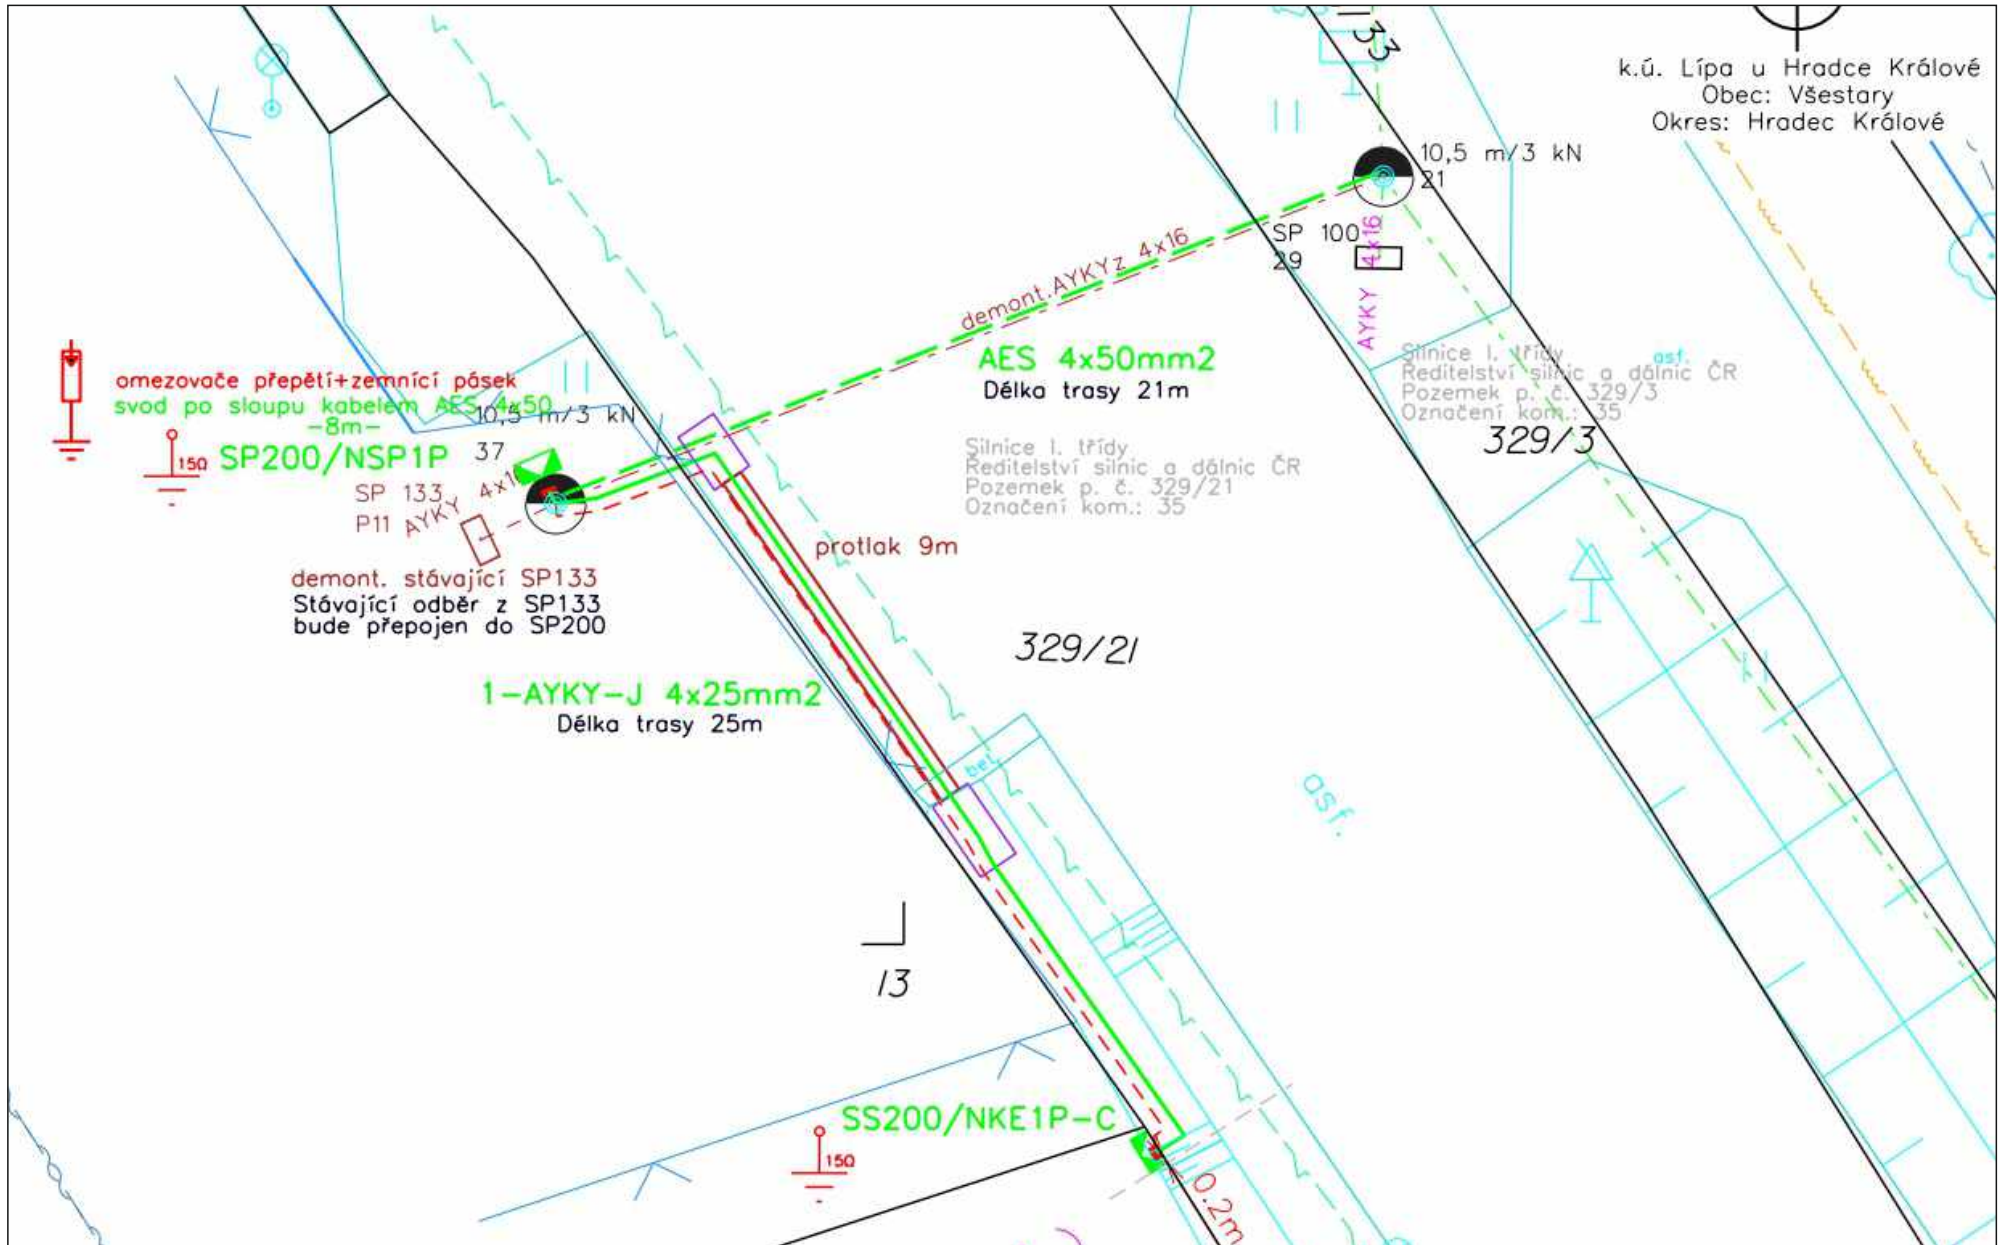 133
k.ú. Lípa u Hradce Králové
Obec: Všestary
Okres: Hradec Králové
10,5 m/3 kN
21
SP 100
29
AYKY 4x16
demont.AYKYz 4x16
AES 4x50mm2
Délka trasy 21m
Silnice I. třídy
Ředitelství silnic a dálnic ČR
Pozemek p. č. 329/3
Označení kom.: 35
asf.
329/3
omezovače přepětí+zemnící pásek
svod po sloupu kabelem AES 4x50
-8m-
10,5 m/3 kN
37
15Ω
SP200/NSP1P
SP 133
P11
AYKY 4x16
Silnice I. třídy
Ředitelství silnic a dálnic ČR
Pozemek p. č. 329/21
Označení kom.: 35
protlak 9m
demont. stávající SP133
Stávající odběr z SP133
bude přepojen do SP200
329/21
1-AYKY-J 4x25mm2
Délka trasy 25m
bet.
asf.
13
SS200/NKE1P-C
15Ω
0.2m